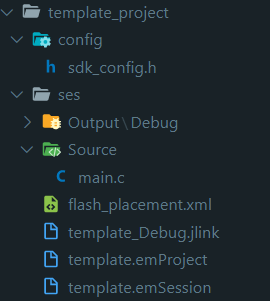 template_project
config
h sdk_config.h
ses
Output\Debug
Source
C main.c
flash_placement.xml
template_Debug.jlink
template.emProject
template.emSession